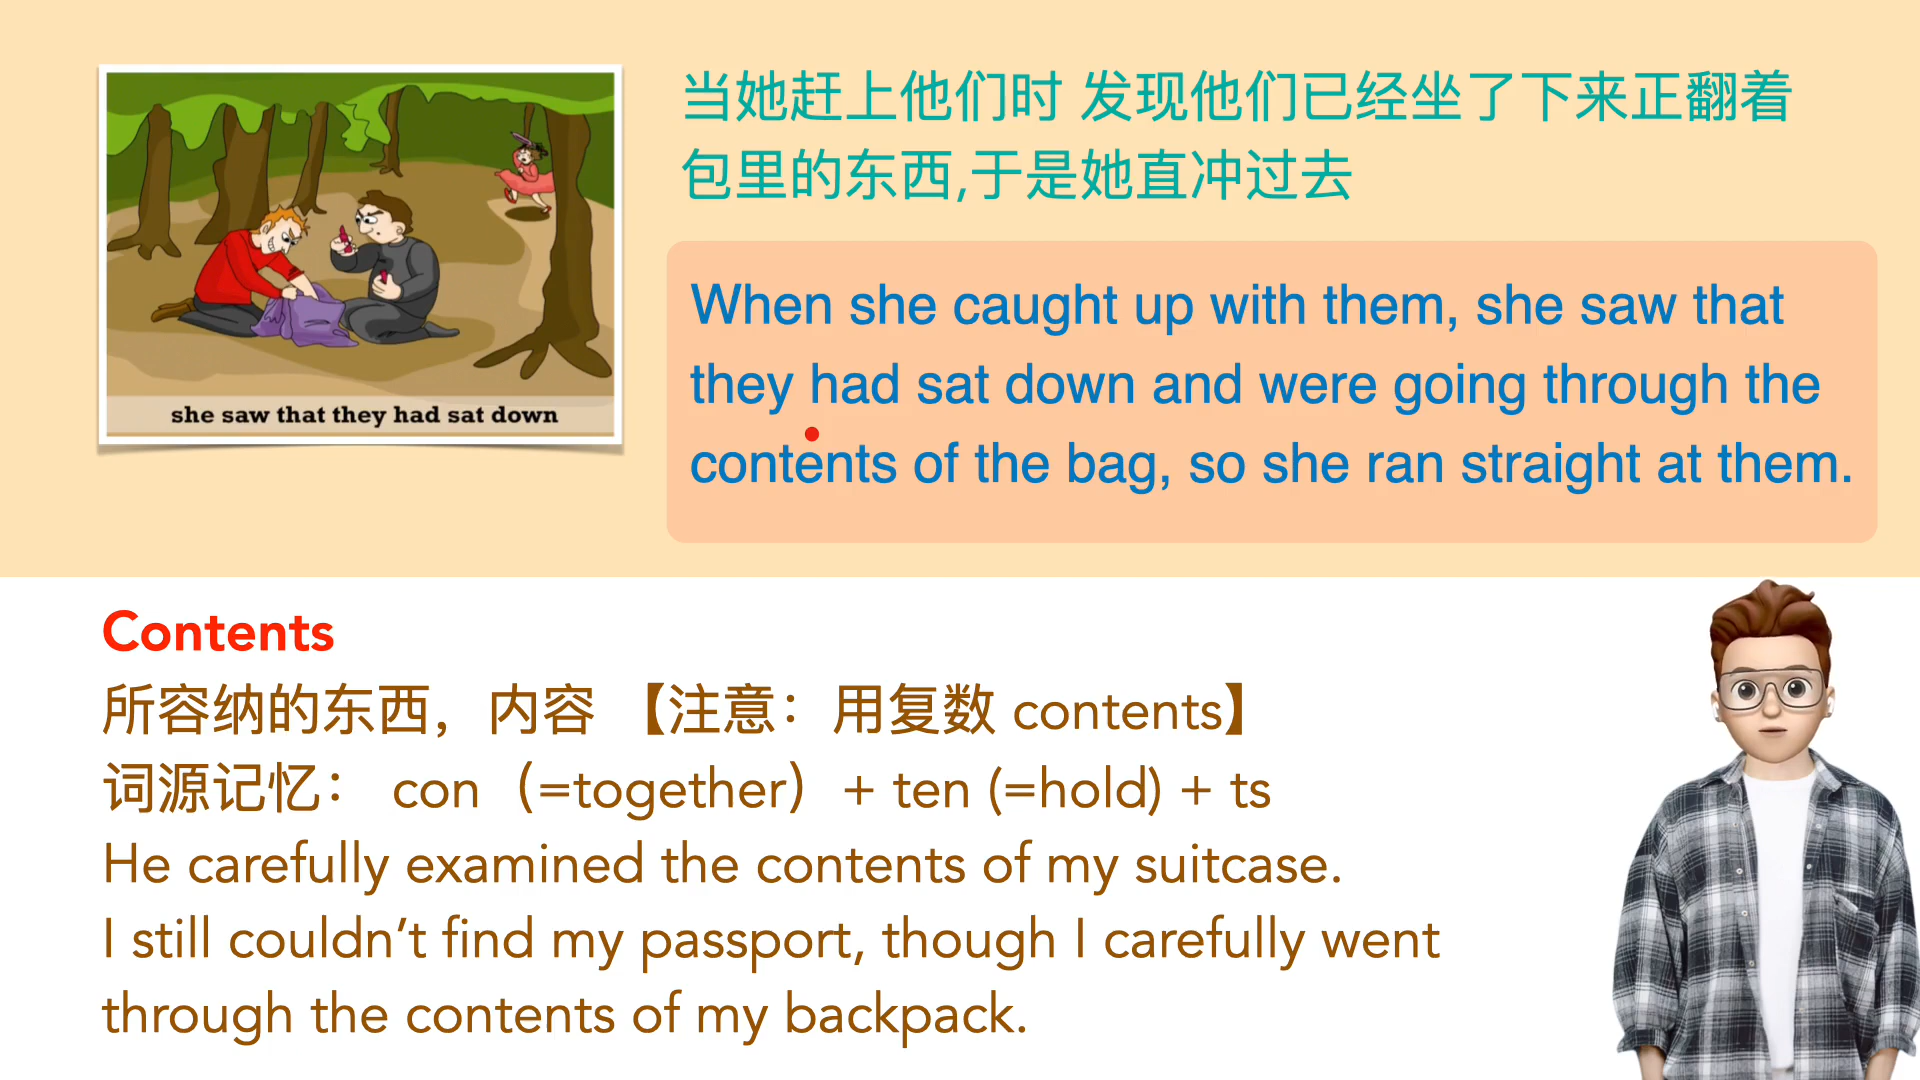 she saw that they had sat down
当她赶上他们时 发现他们已经坐了下来正翻着
包里的东西,于是她直冲过去
When she caught up with them, she saw that
they had sat down and were going through the
contents of the bag, so she ran straight at them.
Contents
所容纳的东西，内容 【注意：用复数 contents】
词源记忆： con（=together）+ ten (=hold) + ts
He carefully examined the contents of my suitcase.
I still couldn’t find my passport, though I carefully went
through the contents of my backpack.